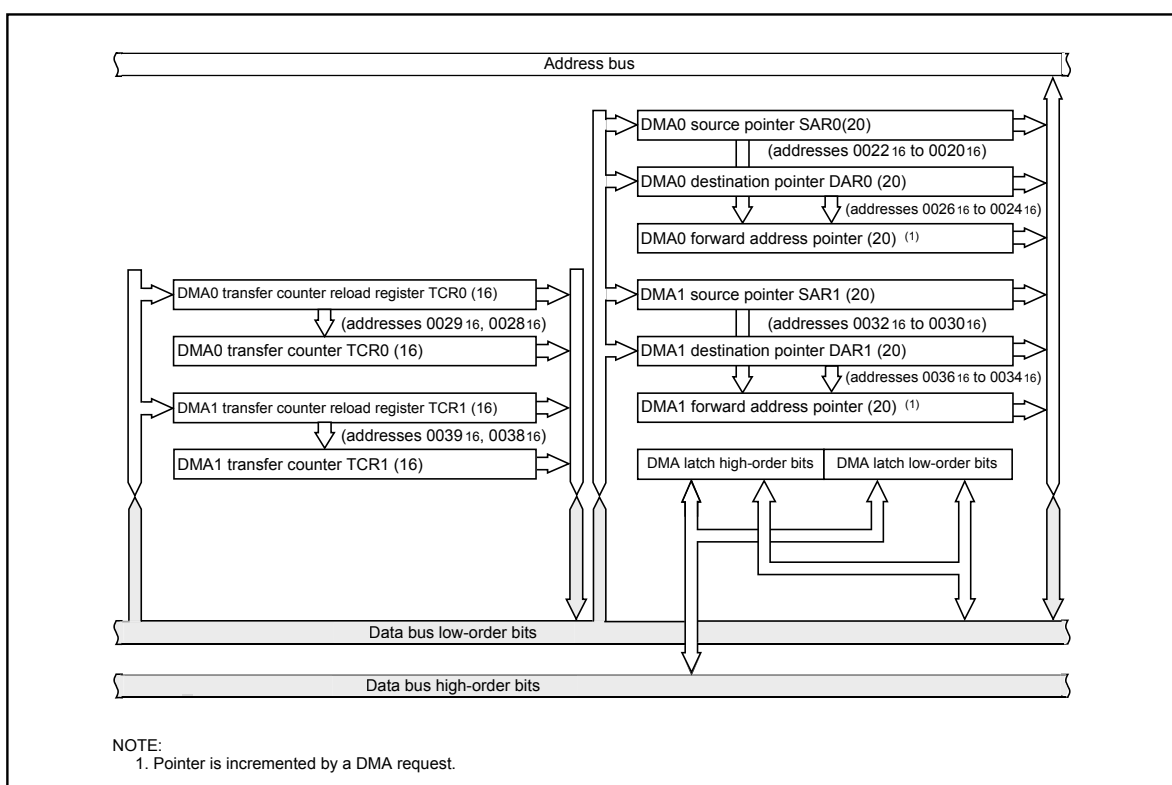 Address bus
DMA0 source pointer SAR0(20)
(addresses 0022 16 to 0020 16)
DMA0 destination pointer DAR0 (20)
(addresses 0026 16 to 0024 16)
DMA0 forward address pointer (20) (1)
DMA0 transfer counter reload register TCR0 (16)
(addresses 0029 16, 0028 16)
DMA0 transfer counter TCR0 (16)
DMA1 transfer counter reload register TCR1 (16)
(addresses 0039 16, 0038 16)
DMA1 transfer counter TCR1 (16)
DMA1 source pointer SAR1 (20)
(addresses 0032 16 to 0030 16)
DMA1 destination pointer DAR1 (20)
(addresses 0036 16 to 0034 16)
DMA1 forward address pointer (20) (1)
DMA latch high-order bits
DMA latch low-order bits
Data bus low-order bits
Data bus high-order bits
NOTE:
1. Pointer is incremented by a DMA request.